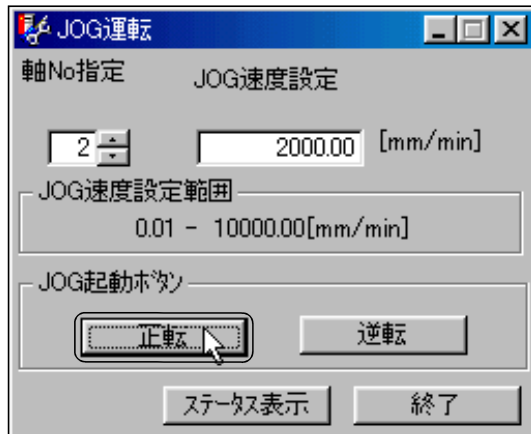 JOG運転
軸No指定 JOG速度設定
2 2000.00 [mm/min]
JOG速度設定範囲
0.01 - 10000.00[mm/min]
JOG起動ボタン
正転 逆転
ステータス表示 終了